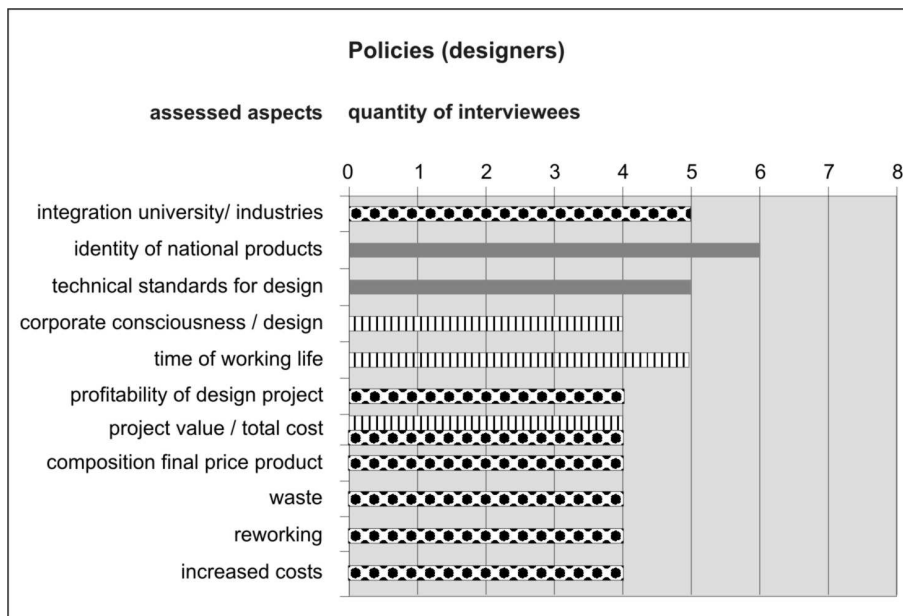 Policies (designers)
assessed aspects quantity of interviewees
0 1 2 3 4 5 6 7 8
integration university/ industries
identity of national products
technical standards for design
corporate consciousness / design
time of working life
profitability of design project
project value / total cost
composition final price product
waste
reworking
increased costs